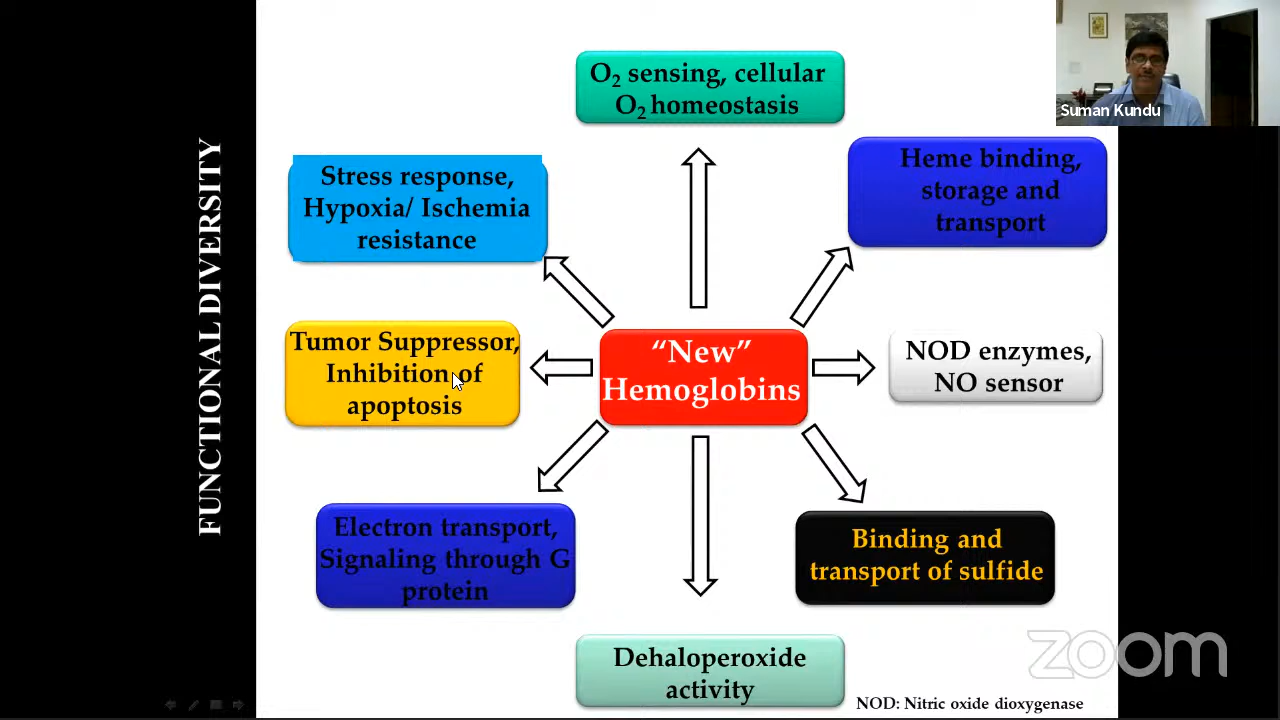 FUNCTIONAL DIVERSITY
O2 sensing, cellular
O2 homeostasis
Suman Kundu
Stress response,
Hypoxia/ Ischemia
resistance
Heme binding,
storage and
transport
Tumor Suppressor,
Inhibition of
apoptosis
"New"
Hemoglobins
NOD enzymes,
NO sensor
Electron transport,
Signaling through G
protein
Binding and
transport of sulfide
Dehaloperoxide
activity
zoom
NOD: Nitric oxide dioxygenase